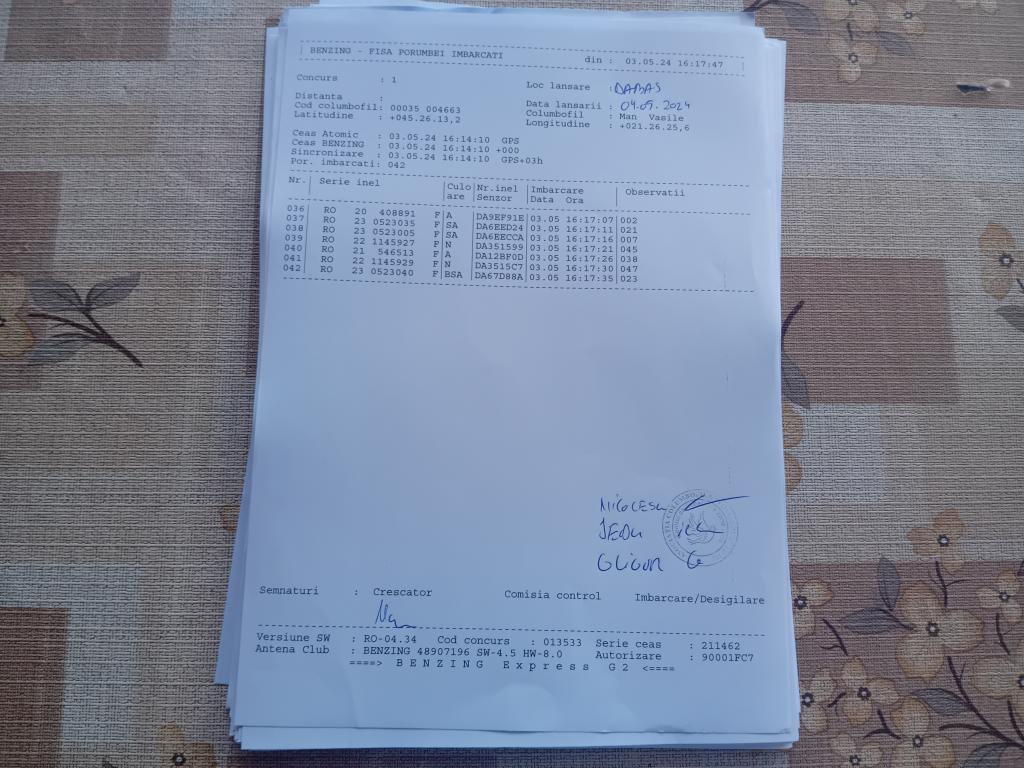 BENZING - FISA PORUMBEI IMBARCATI din : 03.05.24 16:17:47
Concurs : 1 Loc lansare : DABAS
Distanta : Data lansarii : 04.05.2024
Cod columbofil: 00035 004663 Columbofil : Man Vasile
Latitudine : +045.26.13,2 Longitudine : +021.26.25,6
Ceas Atomic : 03.05.24 16:14:10 GPS
Ceas BENZING : 03.05.24 16:14:10 +000
Sincronizare : 03.05.24 16:14:10 GPS+03h
Por. imbarcati: 042
Nr.| Serie inel |Culo|Nr.inel |Imbarcare | Observatii
|are |Senzor |Data Ora |
036| RO 20 408891 F|A |DA9EF91E|03.05 16:17:07|002
037| RO 23 0523035 F|SA |DA6EED24|03.05 16:17:11|021
038| RO 23 0523005 F|SA |DA6EECCA|03.05 16:17:16|007
039| RO 22 1145927 F|N |DA351599|03.05 16:17:21|045
040| RO 21 546513 F|A |DA12BF0D|03.05 16:17:26|038
041| RO 22 1145929 F|N |DA3515C7|03.05 16:17:30|047
042| RO 23 0523040 F|BSA |DA67D88A|03.05 16:17:35|023
GLIGOR
Semnaturi : Crescator Comisia control Imbarcare/Desigilare
Versiune SW : RO-04.34 Cod concurs : 013533 Serie ceas : 211462
Antena Club : BENZING 48907196 SW-4.5 HW-8.0 Autorizare : 90001FC7
====> BENZING Express G2 <====